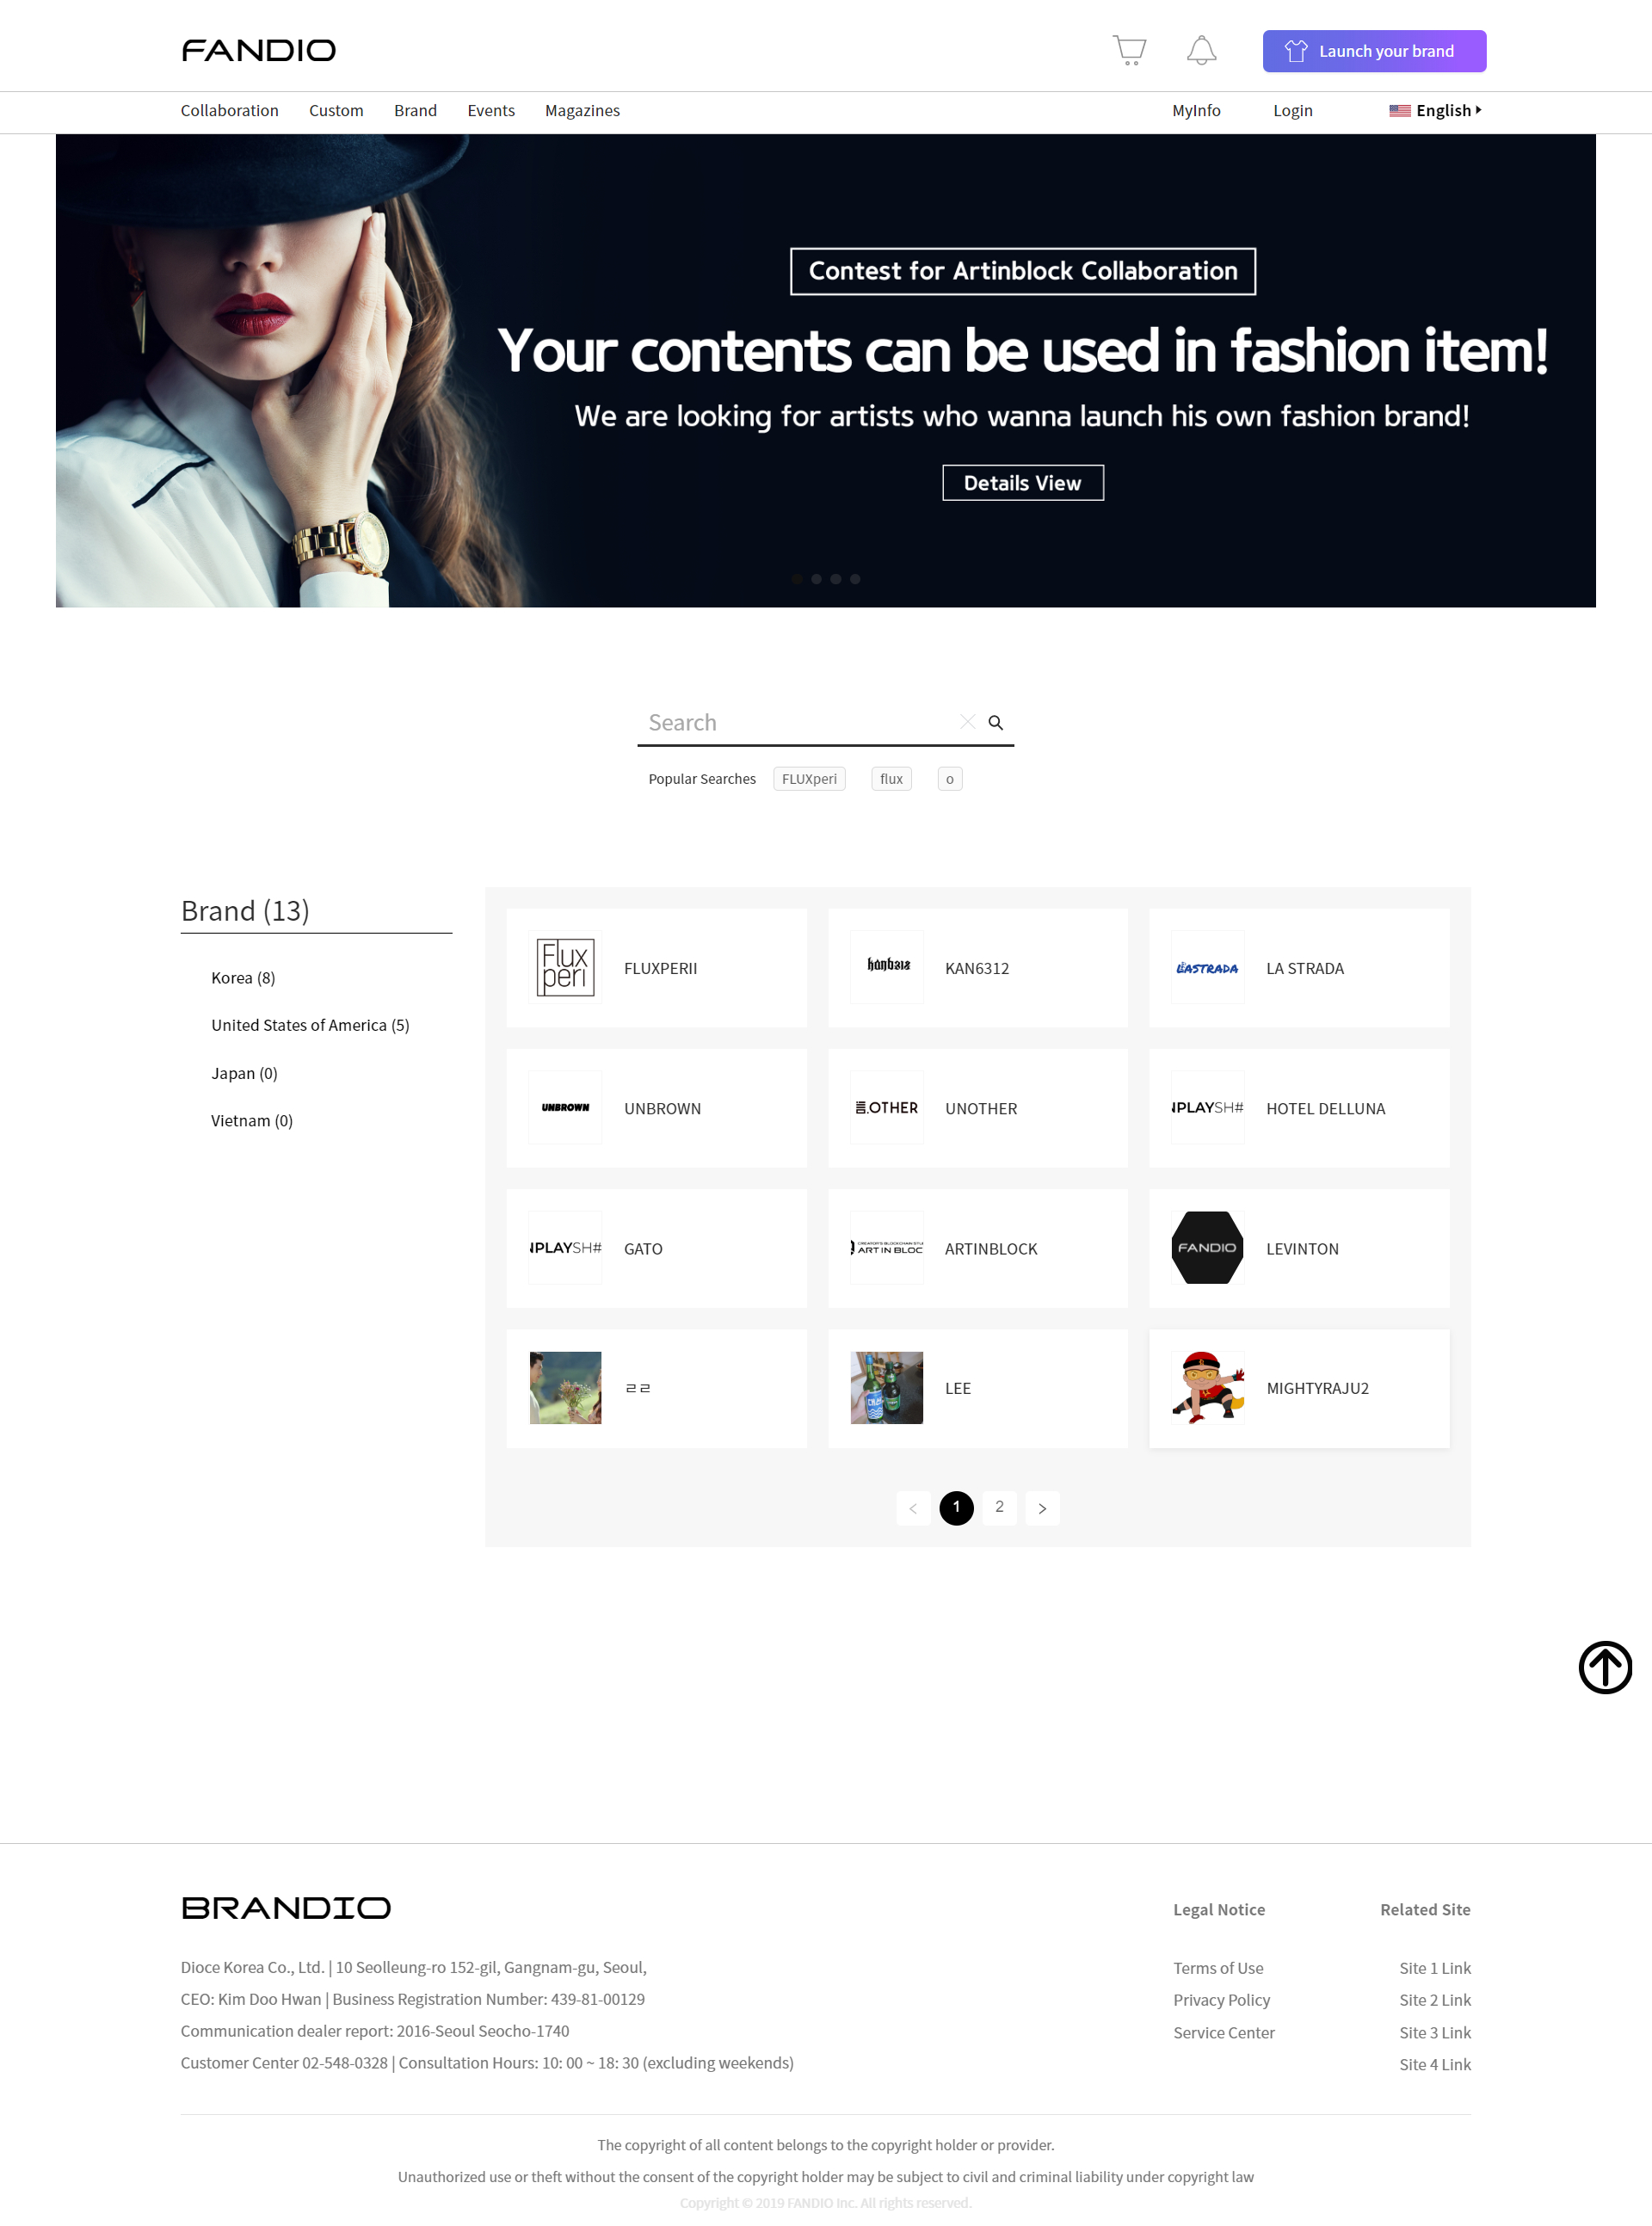 FANDIO
Launch your brand
Collaboration Custom Brand Events Magazines MyInfo Login English
Contest for Artinblock Collaboration
Your contents can be used in fashion item!
We are looking for artists who wanna launch his own fashion brand!
Details View
Search
Popular Searches FLUXperi flux o
Brand (13)
Korea (8)
United States of America (5)
Japan (0)
Vietnam (0)
Flux
peri
FLUXPERII
KAN6312
LASTRADA
LA STRADA
UNBROWN
UNBROWN
.OTHER
UNOTHER
NPLAYSH#
HOTEL DELLUNA
NPLAYSH#
GATO
ART IN BLOC
ARTINBLOCK
FANDIO
LEVINTON
ㄹㄹ
LEE
MIGHTYRAJU2
1 2
BRANDIO
Dioce Korea Co., Ltd. | 10 Seolleung-ro 152-gil, Gangnam-gu, Seoul,
CEO: Kim Doo Hwan | Business Registration Number: 439-81-00129
Communication dealer report: 2016-Seoul Seocho-1740
Customer Center 02-548-0328 | Consultation Hours: 10: 00 ~ 18: 30 (excluding weekends)
Legal Notice
Terms of Use
Privacy Policy
Service Center
Related Site
Site 1 Link
Site 2 Link
Site 3 Link
Site 4 Link
The copyright of all content belongs to the copyright holder or provider.
Unauthorized use or theft without the consent of the copyright holder may be subject to civil and criminal liability under copyright law
Copyright © 2019 FANDIO Inc. All rights reserved.